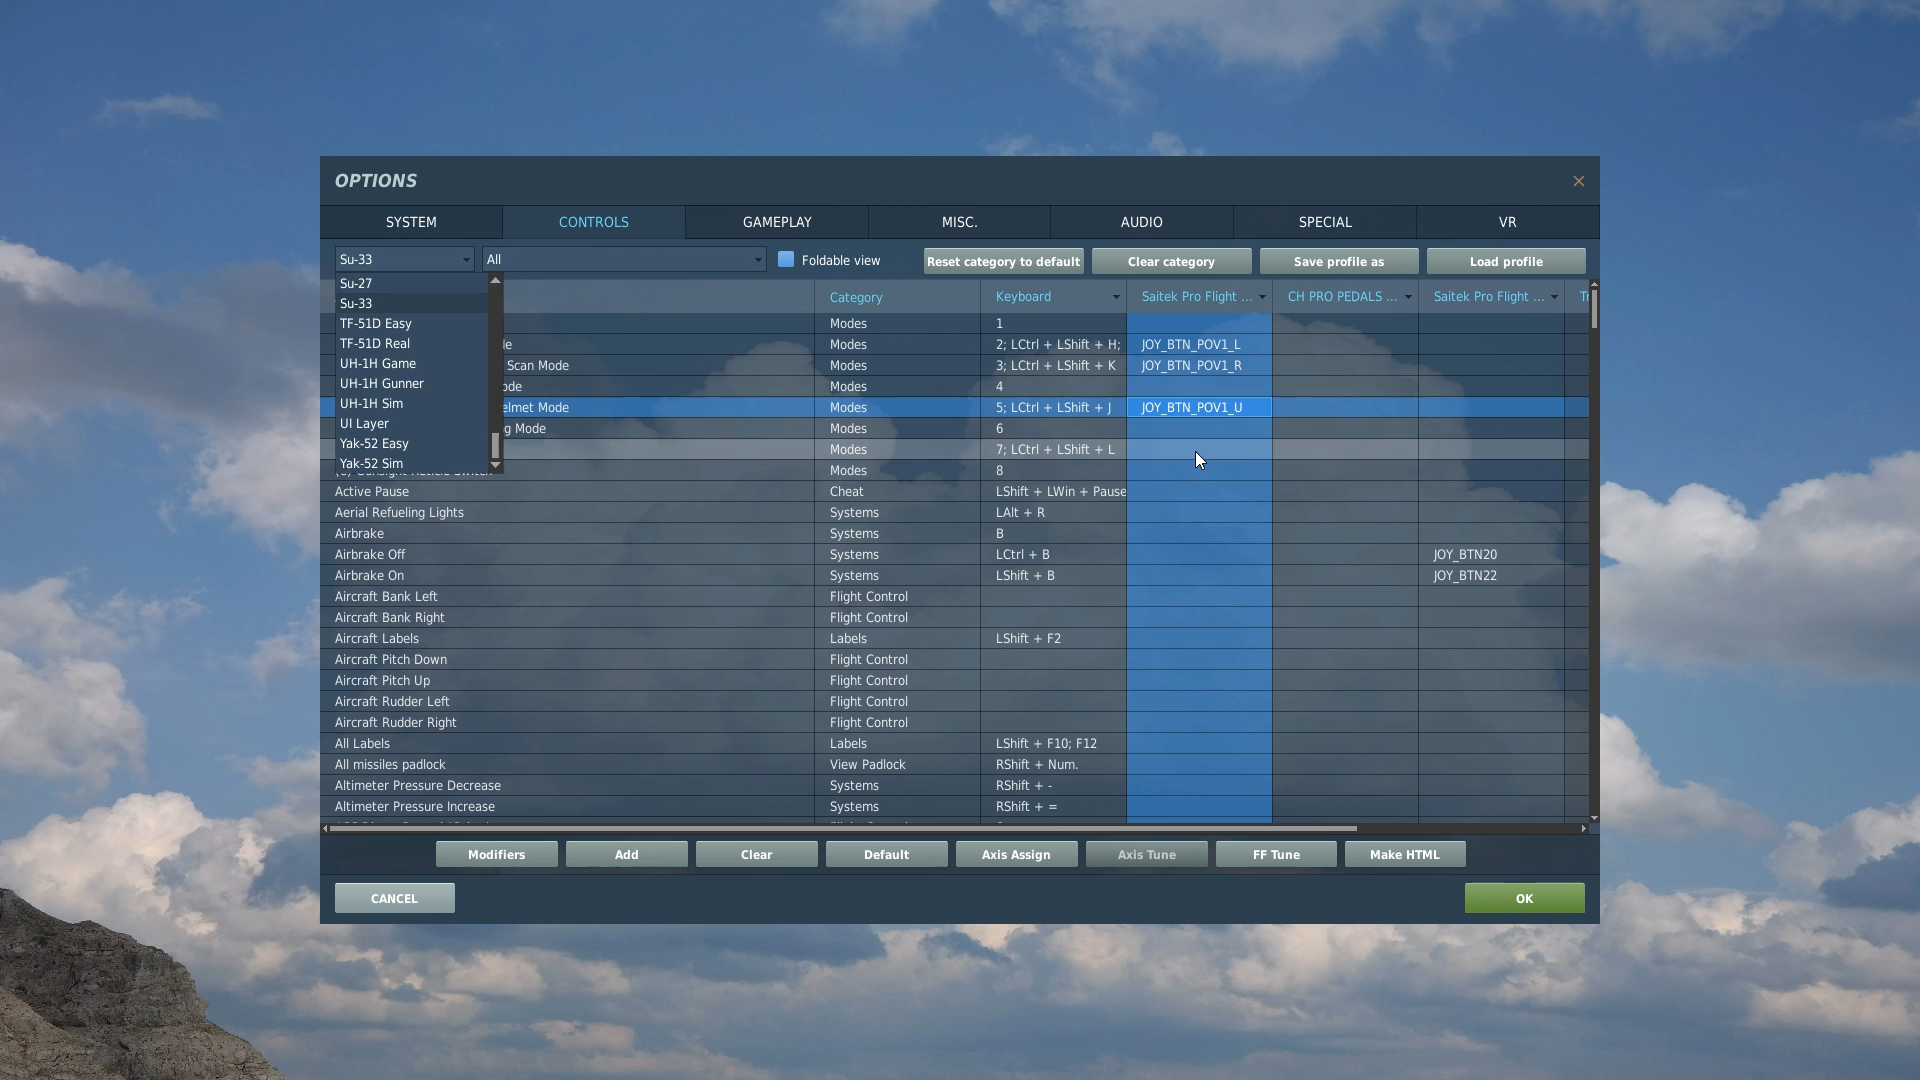 OPTIONS
SYSTEM CONTROLS GAMEPLAY MISC. AUDIO SPECIAL VR
Su-33 All Foldable view Reset category to default Clear category Save profile as Load profile
Su-27
Su-33
TF-51D Easy
TF-51D Real
UH-1H Game
UH-1H Gunner
UH-1H Sim
UI Layer
Yak-52 Easy
Yak-52 Sim
Category Keyboard Saitek Pro Flight ... CH PRO PEDALS ... Saitek Pro Flight ...
Modes 1
Modes 2; LCtrl + LShift + H; JOY_BTN_POV1_L
Scan Mode Modes 3; LCtrl + LShift + K JOY_BTN_POV1_R
Modes 4
elmet Mode Modes 5; LCtrl + LShift + J JOY_BTN_POV1_U
g Mode Modes 6
Modes 7; LCtrl + LShift + L
Modes 8
Active Pause Cheat LShift + LWin + Pause
Aerial Refueling Lights Systems LAlt + R
Airbrake Systems B
Airbrake Off Systems LCtrl + B JOY_BTN20
Airbrake On Systems LShift + B JOY_BTN22
Aircraft Bank Left Flight Control
Aircraft Bank Right Flight Control
Aircraft Labels Labels LShift + F2
Aircraft Pitch Down Flight Control
Aircraft Pitch Up Flight Control
Aircraft Rudder Left Flight Control
Aircraft Rudder Right Flight Control
All Labels Labels LShift + F10; F12
All missiles padlock View Padlock RShift + Num.
Altimeter Pressure Decrease Systems RShift + -
Altimeter Pressure Increase Systems RShift + =
Modifiers Add Clear Default Axis Assign Axis Tune FF Tune Make HTML
CANCEL OK